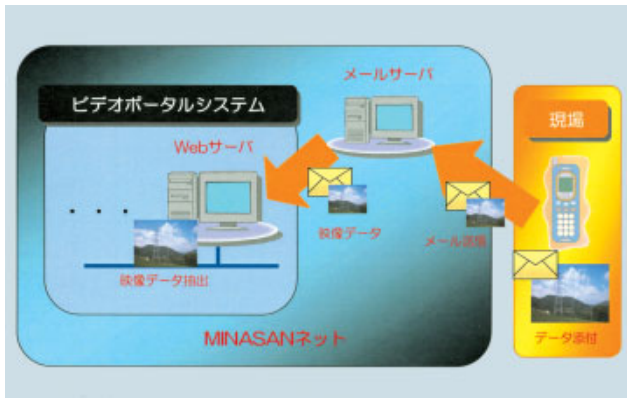 メールサーバ
ビデオポータルシステム
現場
Webサーバ
・・・
映像データ
メール送信
映像データ抽出
MINASANネット
データ添付